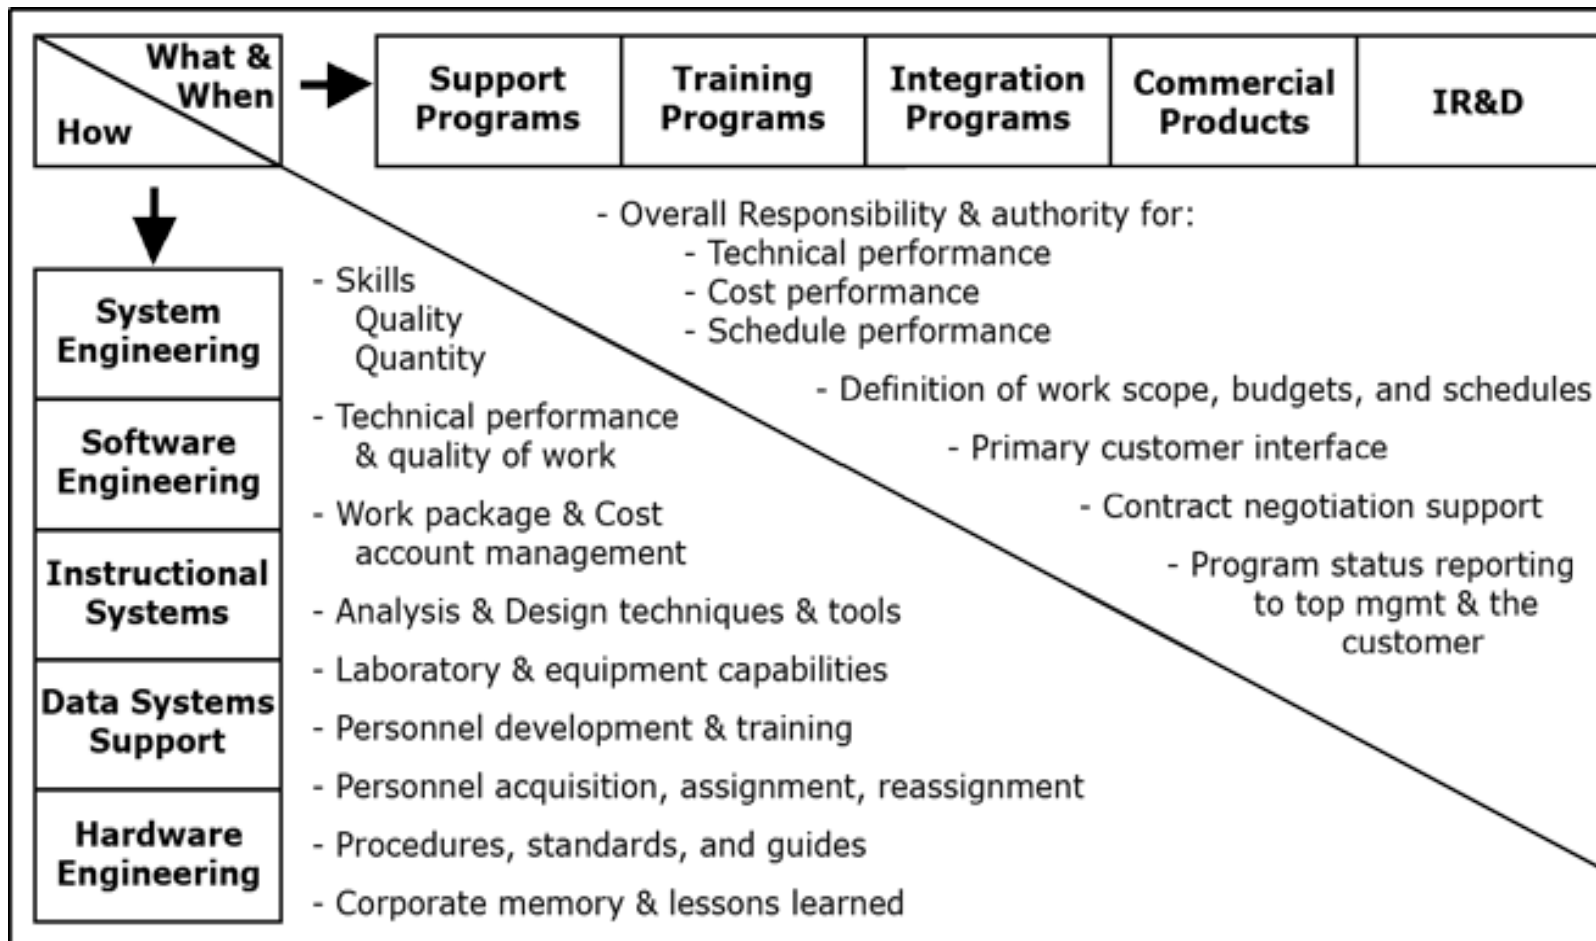 What &
When
How
Support
Programs
Training
Programs
Integration
Programs
Commercial
Products
IR&D
- Overall Responsibility & authority for:
- Technical performance
- Cost performance
- Schedule performance
- Definition of work scope, budgets, and schedules
- Primary customer interface
- Contract negotiation support
- Program status reporting
to top mgmt & the
customer
System
Engineering
Software
Engineering
Instructional
Systems
Data Systems
Support
Hardware
Engineering
- Skills
Quality
Quantity
- Technical performance
& quality of work
- Work package & Cost
account management
- Analysis & Design techniques & tools
- Laboratory & equipment capabilities
- Personnel development & training
- Personnel acquisition, assignment, reassignment
- Procedures, standards, and guides
- Corporate memory & lessons learned